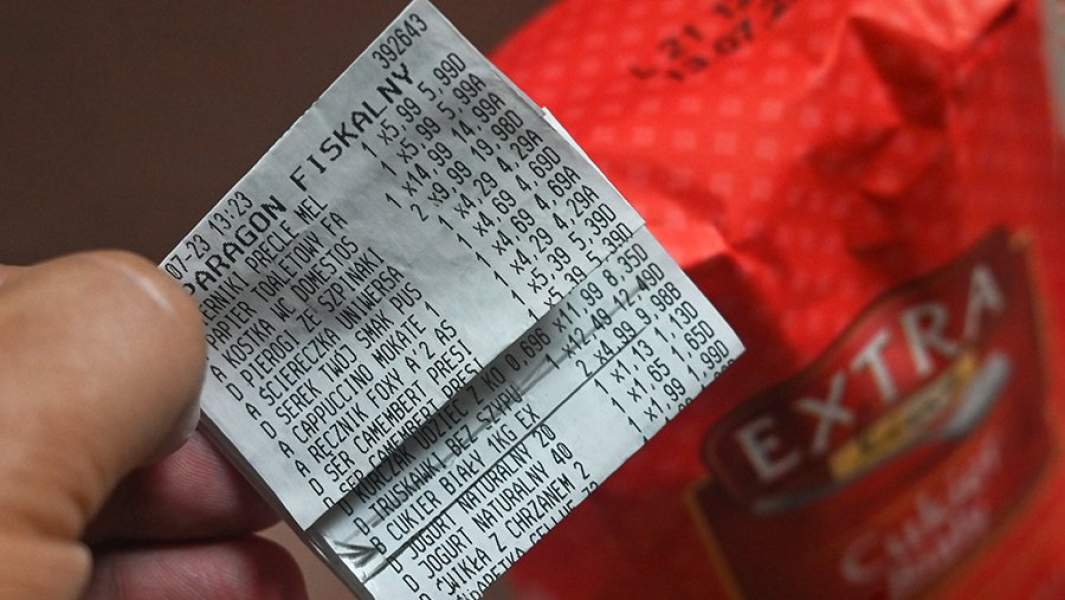 07-23 13:23 392643
PARAGON FISKALNY
PRECLE MEL 1 x5,99 5,99D
PAPIER TOALETOWY FA 1 x5,99 5,99A
A KOSTKA WC DOMESTOS 1 x14,99 14,99A
D PIEROGI ZE SZPINAKI 2 x9,99 19,98D
A ŚCIERECZKA UNIWERSA 1 x4,29 4,29A
D SEREK TWÓJ SMAK PUS 1 x4,69 4,69D
A CAPPUCCINO MOKATE 1 1 x4,69 4,69A
A RĘCZNIK FOXY A'2 AS 1 x4,29 4,29A
D SER CAMEMBERT PRESI 1 x5,39 5,39D
D SER CAMEMBERT PRESI 1 x5,39 5,39D
D KURCZAK UDZIEC Z KO 0,696 x11,99 8,35D
D TRUSKAWKI BEZ SZYPU 1 x12,49 12,49D
B CUKIER BIAŁY 1KG EX 2 x4,99 9,98B
D JOGURT NATURALNY 20 1 x1,13 1,13D
D JOGURT NATURALNY 40 1 x1,65 1,65D
D ĆWIKŁA Z CHRZANEM 2 1 x1,99 1,99D
L 21 12
13 07 2
EXTRA
Cukier
biały